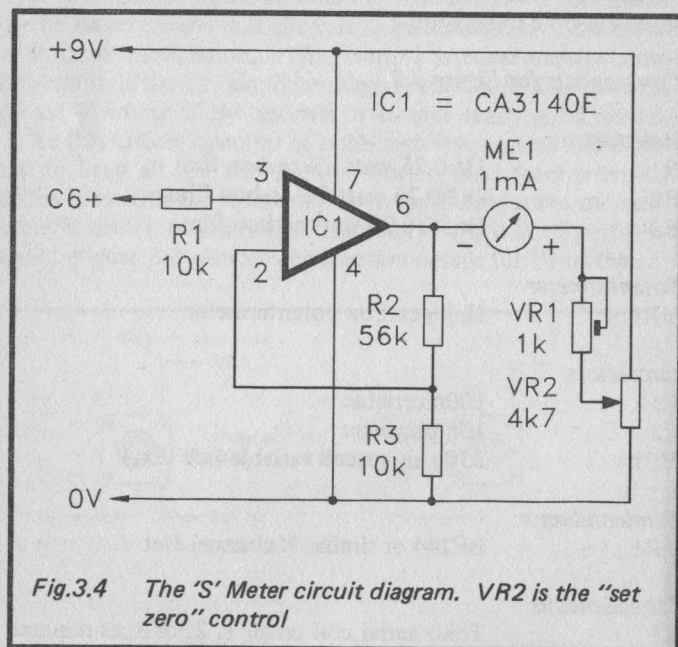 +9V
IC1 = CA3140E
ME1
1mA
3
7
C6+
6
IC1
R1
10k
2
4
−
+
R2
56k
VR1
1k
VR2
4k7
R3
10k
0V
Fig.3.4 The ‘S’ Meter circuit diagram. VR2 is the “set
zero” control